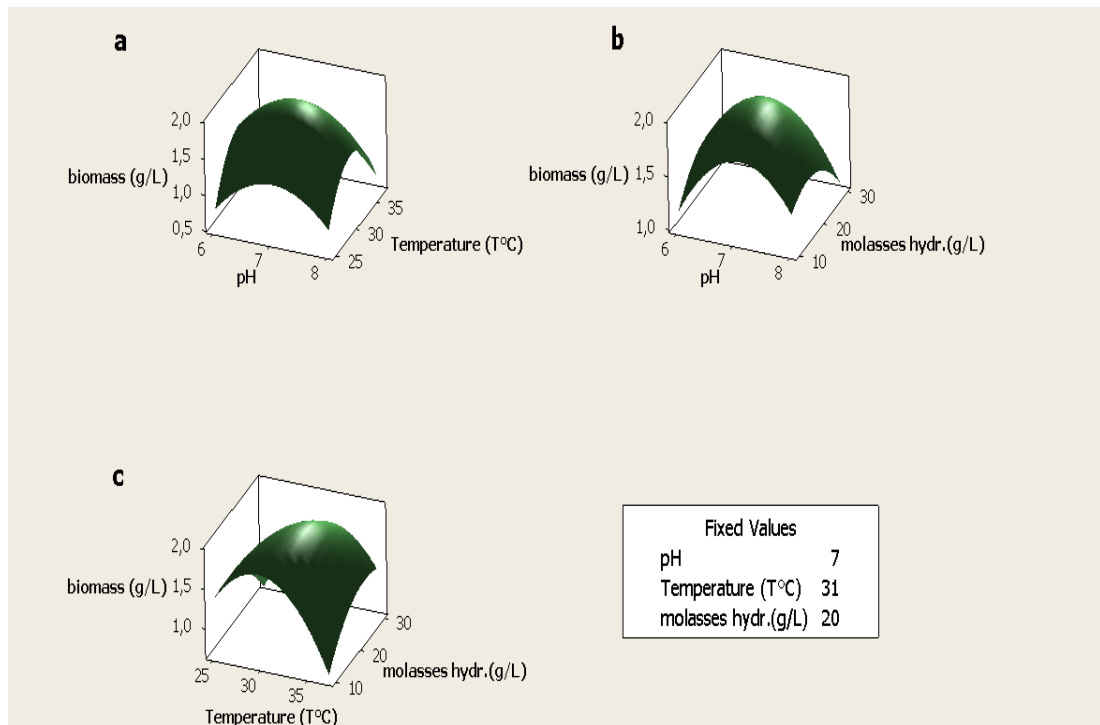 a
2,0
1,5
biomass (g/L)
1,0
0,5
6
7
8
pH
25
30
35
Temperature (T°C)
b
2,0
biomass (g/L)
1,5
1,0
6
7
8
pH
10
20
30
molasses hydr.(g/L)
c
2,0
biomass (g/L)
1,5
1,0
25
30
35
Temperature (T°C)
10
20
30
molasses hydr.(g/L)
Fixed Values
pH 7
Temperature (T°C) 31
molasses hydr.(g/L) 20